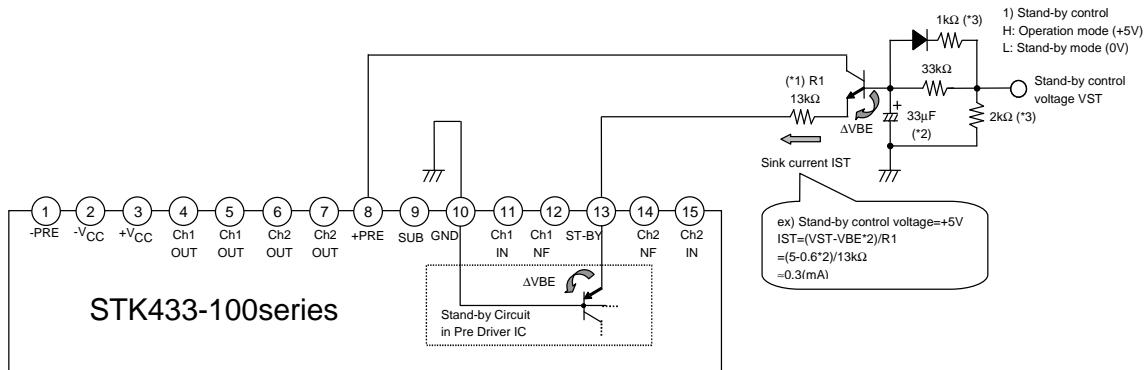 1kΩ (*3)
1) Stand-by control
H: Operation mode (+5V)
L: Stand-by mode (0V)
33kΩ
Stand-by control
voltage VST
(*1) R1
13kΩ
ΔVBE
+
33μF
(*2)
2kΩ (*3)
Sink current IST
ex) Stand-by control voltage=+5V
IST=(VST-VBE*2)/R1
=(5-0.6*2)/13kΩ
≈0.3(mA)
1 2 3 4 5 6 7 8 9 10 11 12 13 14 15
-PRE -VCC +VCC Ch1 Ch1 Ch2 Ch2 +PRE SUB GND Ch1 Ch1 ST-BY Ch2 Ch2
OUT OUT OUT OUT IN NF NF IN
ΔVBE
STK433-100series
Stand-by Circuit
in Pre Driver IC